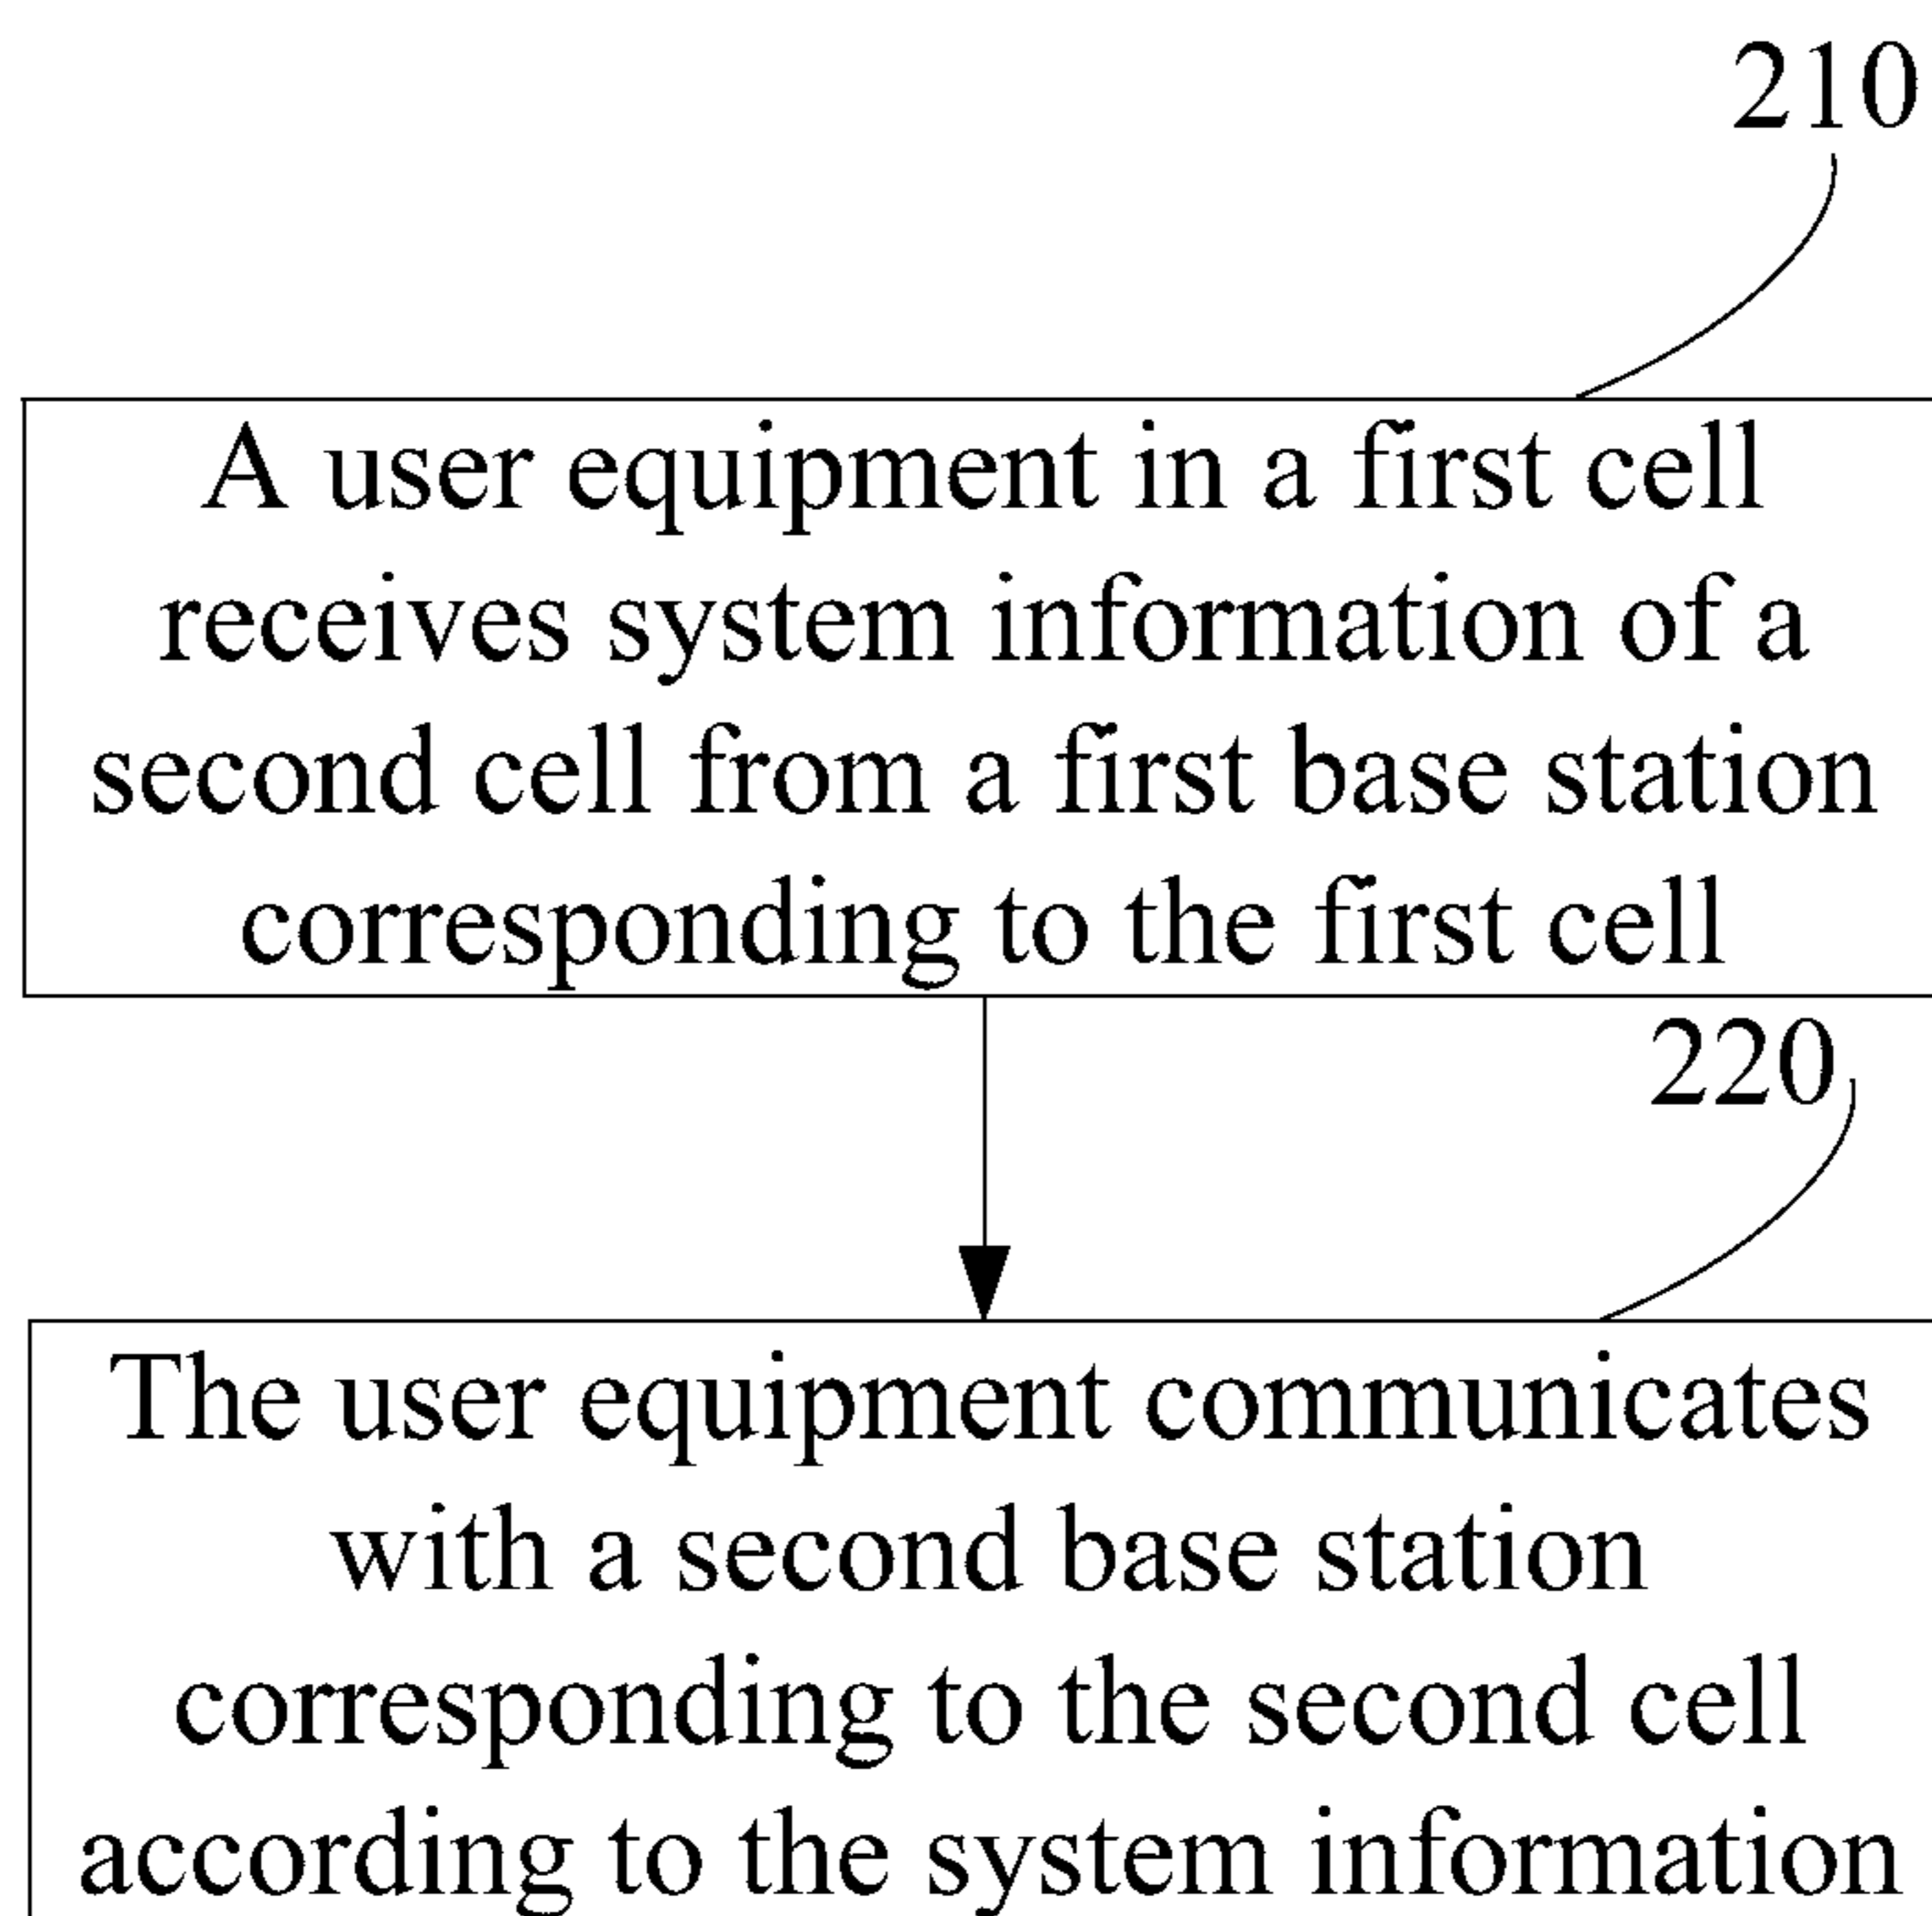 210
A user equipment in a first cell
receives system information of a
second cell from a first base station
corresponding to the first cell
220
The user equipment communicates
with a second base station
corresponding to the second cell
according to the system information